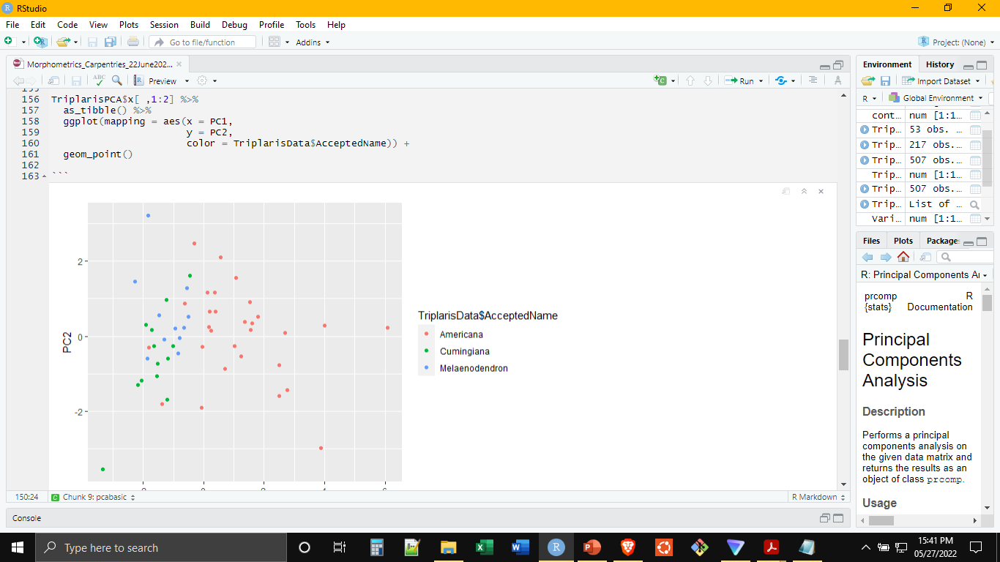 RStudio
File Edit Code View Plots Session Build Debug Profile Tools Help
Go to file/function Addins Project: (None)
Morphometrics_Carpentries_22June202...
ABC Preview Run
156 TriplarisPCA$x[ ,1:2] %>%
157 as_tibble() %>%
158 ggplot(mapping = aes(x = PC1,
159 y = PC2,
160 color = TriplarisData$AcceptedName)) +
161 geom_point()
162
163 ```
2
0
-2
PC2
TriplarisData$AcceptedName
Americana
Cumingiana
Melaenodendron
150:24 Chunk 9: pcabasic R Markdown
Console
Environment History
Import Dataset
R Global Environment
cont... num [1:1...
Trip... 53 obs. ...
Trip... 217 obs...
Trip... 507 obs...
Trip... num [1:1...
Trip... 507 obs...
Trip... List of ...
Vari... num [1:1...
Files Plots Package
R: Principal Components
prcomp {stats} R Documentation
Principal
Components
Analysis
Description
Performs a principal
components analysis on
the given data matrix and
returns the results as an
object of class prcomp.
Usage
Type here to search
15:41 PM
05/27/2022